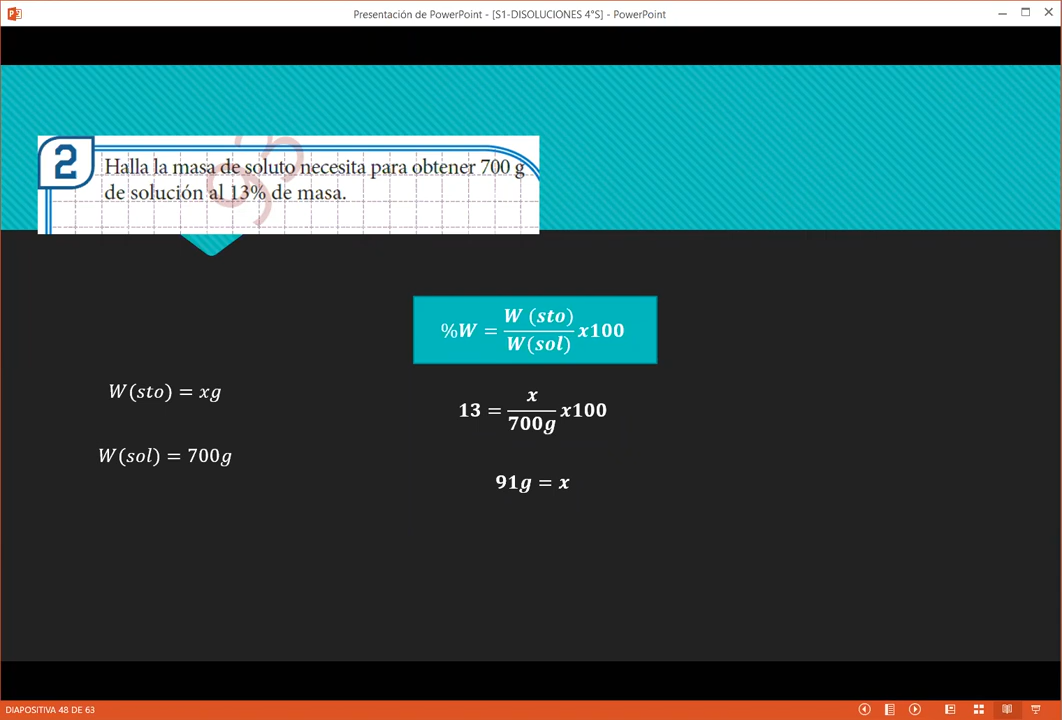 Presentación de PowerPoint - [S1-DISOLUCIONES 4°S] - PowerPoint
2
Halla la masa de soluto necesita para obtener 700 g
de solución al 13% de masa.
%W = W (sto) / W(sol) x100
W(sto) = xg
13 = x / 700g x100
W(sol) = 700g
91g = x
DIAPOSITIVA 48 DE 63